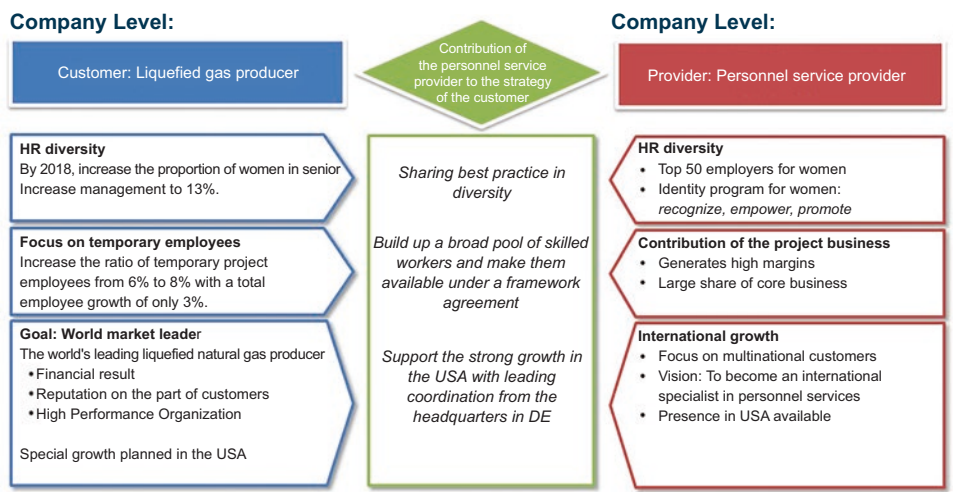 Company Level:
Customer: Liquefied gas producer
HR diversity
By 2018, increase the proportion of women in senior
Increase management to 13%.
Focus on temporary employees
Increase the ratio of temporary project
employees from 6% to 8% with a total
employee growth of only 3%.
Goal: World market leader
The world's leading liquefied natural gas producer
•Financial result
•Reputation on the part of customers
•High Performance Organization
Special growth planned in the USA
Contribution of
the personnel service
provider to the strategy
of the customer
Sharing best practice in
diversity
Build up a broad pool of skilled
workers and make them
available under a framework
agreement
Support the strong growth in
the USA with leading
coordination from the
headquarters in DE
Company Level:
Provider: Personnel service provider
HR diversity
• Top 50 employers for women
• Identity program for women:
recognize, empower, promote
Contribution of the project business
• Generates high margins
• Large share of core business
International growth
• Focus on multinational customers
• Vision: To become an international
specialist in personnel services
• Presence in USA available